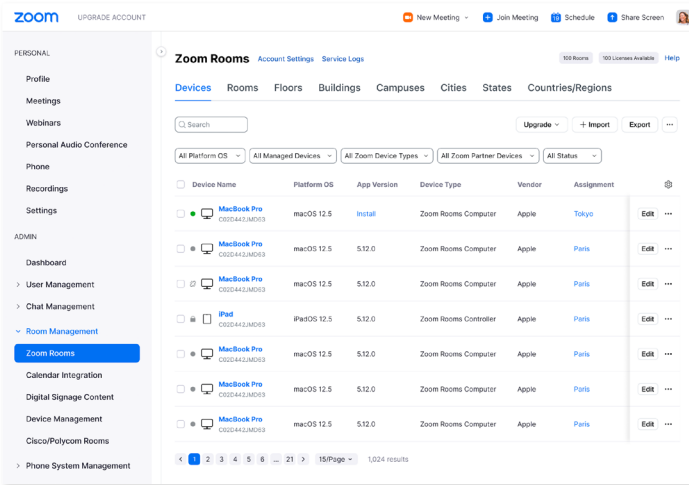 zoom UPGRADE ACCOUNT New Meeting Join Meeting 19 Schedule Share Screen
PERSONAL
Profile
Meetings
Webinars
Personal Audio Conference
Phone
Recordings
Settings
ADMIN
Dashboard
User Management
Chat Management
Room Management
Zoom Rooms
Calendar Integration
Digital Signage Content
Device Management
Cisco/Polycom Rooms
Phone System Management
Zoom Rooms Account Settings Service Logs 100 Rooms 100 Licenses Available Help
Devices Rooms Floors Buildings Campuses Cities States Countries/Regions
Search Upgrade + Import Export ...
All Platform OS All Managed Devices All Zoom Device Types All Zoom Partner Devices All Status
Device Name Platform OS App Version Device Type Vendor Assignment
MacBook Pro
C02D442JMD63 macOS 12.5 Install Zoom Rooms Computer Apple Tokyo Edit ...
MacBook Pro
C02D442JMD63 macOS 12.5 5.12.0 Zoom Rooms Computer Apple Paris Edit ...
MacBook Pro
C02D442JMD63 macOS 12.5 5.12.0 Zoom Rooms Computer Apple Paris Edit ...
iPad
C02D442JMD63 iPadOS 12.5 5.12.0 Zoom Rooms Controller Apple Paris Edit ...
MacBook Pro
C02D442JMD63 macOS 12.5 5.12.0 Zoom Rooms Computer Apple Paris Edit ...
MacBook Pro
C02D442JMD63 macOS 12.5 5.12.0 Zoom Rooms Computer Apple Paris Edit ...
MacBook Pro
C02D442JMD63 macOS 12.5 5.12.0 Zoom Rooms Computer Apple Paris Edit ...
1 2 3 4 5 6 ... 21 15/Page 1,024 results